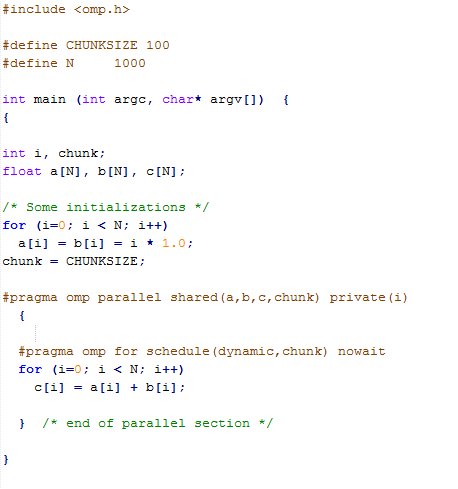 #include <omp.h>
#define CHUNKSIZE 100
#define N     1000
int main (int argc, char* argv[])  {
{
int i, chunk;
float a[N], b[N], c[N];
/* Some initializations */
for (i=0; i < N; i++)
  a[i] = b[i] = i * 1.0;
chunk = CHUNKSIZE;
#pragma omp parallel shared(a,b,c,chunk) private(i)
  {
  #pragma omp for schedule(dynamic,chunk) nowait
  for (i=0; i < N; i++)
    c[i] = a[i] + b[i];
  }  /* end of parallel section */
}